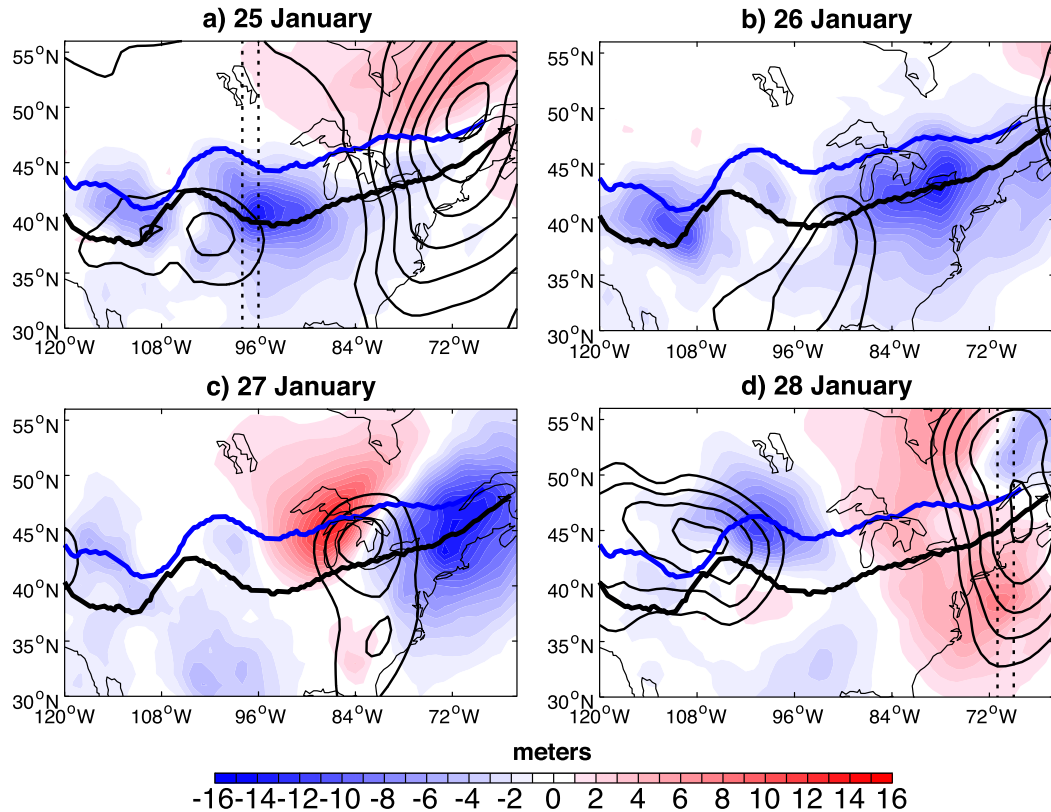 a) 25 January
b) 26 January
55°N
50°N
45°N
40°N
35°N
30°N
120°W 108°W 96°W 84°W 72°W
55°N
50°N
45°N
40°N
35°N
30°N
120°W 108°W 96°W 84°W 72°W
c) 27 January
d) 28 January
55°N
50°N
45°N
40°N
35°N
30°N
120°W 108°W 96°W 84°W 72°W
55°N
50°N
45°N
40°N
35°N
30°N
120°W 108°W 96°W 84°W 72°W
meters
-16 -14 -12 -10 -8 -6 -4 -2 0 2 4 6 8 10 12 14 16